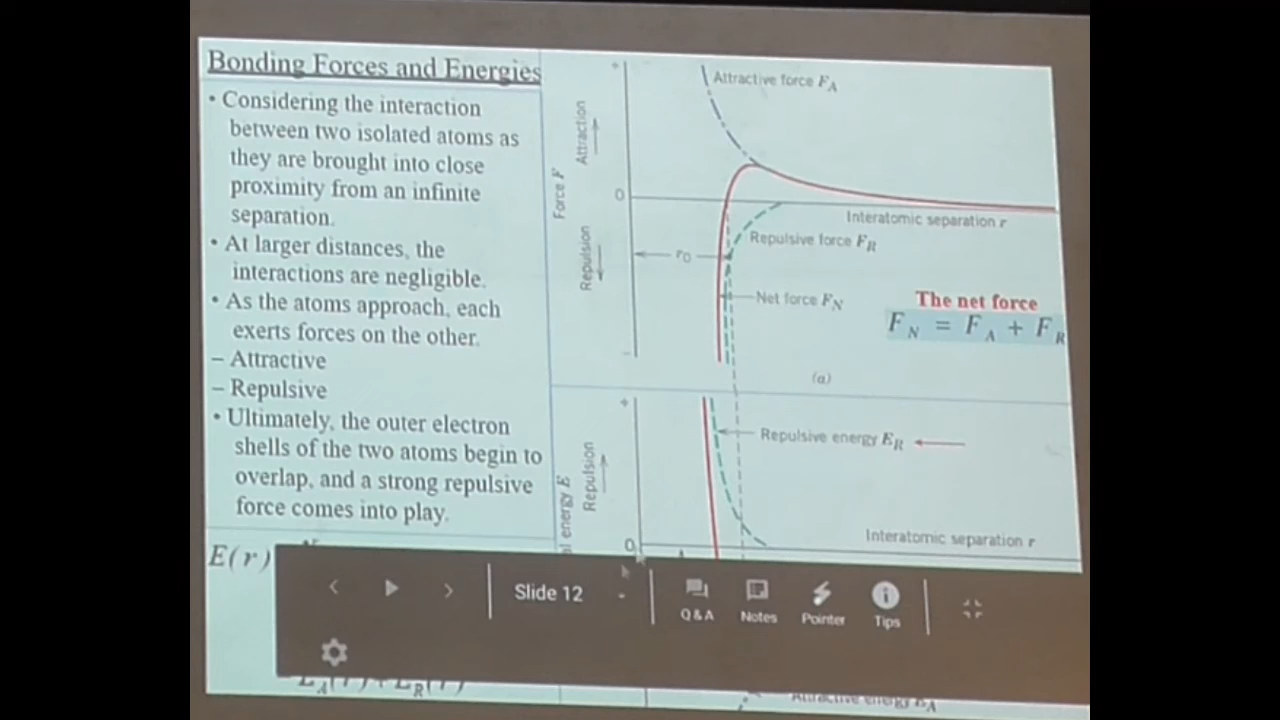 Bonding Forces and Energies
• Considering the interaction
between two isolated atoms as
they are brought into close
proximity from an infinite
separation.
• At larger distances, the
interactions are negligible.
• As the atoms approach, each
exerts forces on the other.
– Attractive
– Repulsive
• Ultimately, the outer electron
shells of the two atoms begin to
overlap, and a strong repulsive
force comes into play.
E(r)
+
Attractive force F_A
Attraction
Force F
0
Interatomic separation r
Repulsion
Repulsive force F_R
r_0
Net force F_N
The net force
F_N = F_A + F_R
–
(a)
+
Repulsion
Repulsive energy E_R
energy E
0
Interatomic separation r
Slide 12
Q&A
Notes
Pointer
Tips
E_A(r) + E_R(r)
Attractive energy E_A